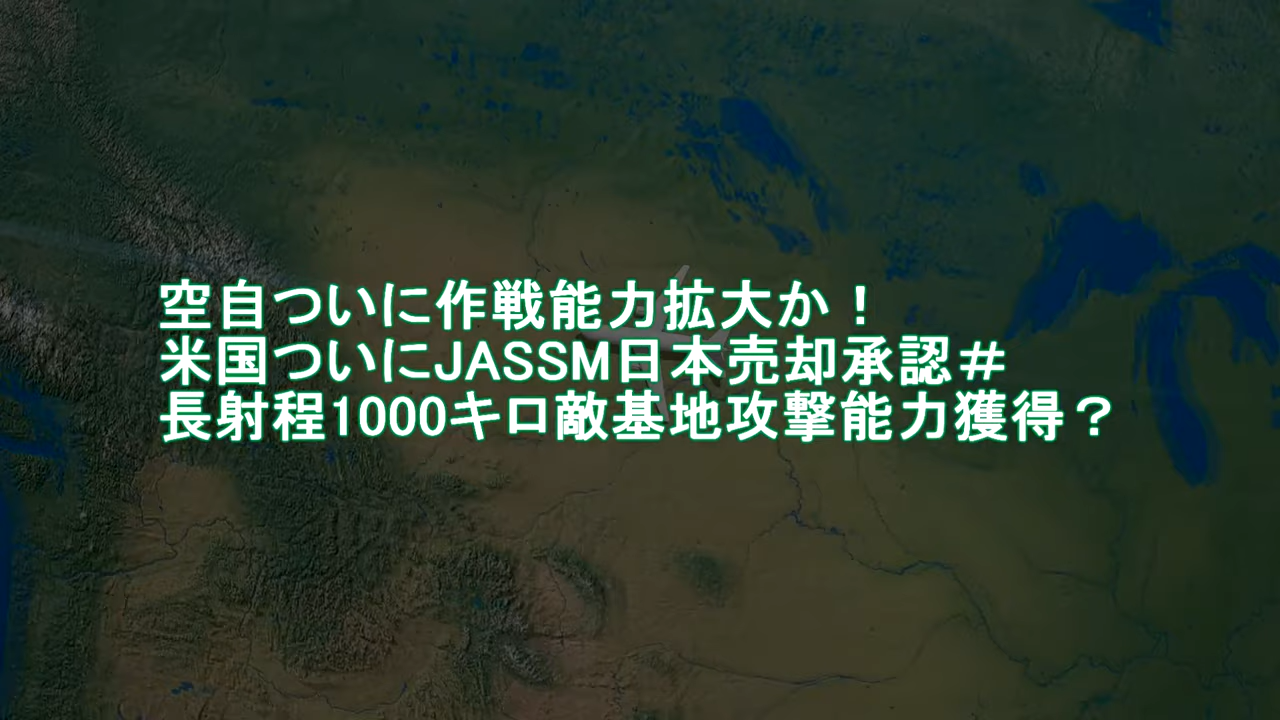 空自ついに作戦能力拡大か！
米国ついにJASSM日本売却承認＃
長射程1000キロ敵基地攻撃能力獲得？